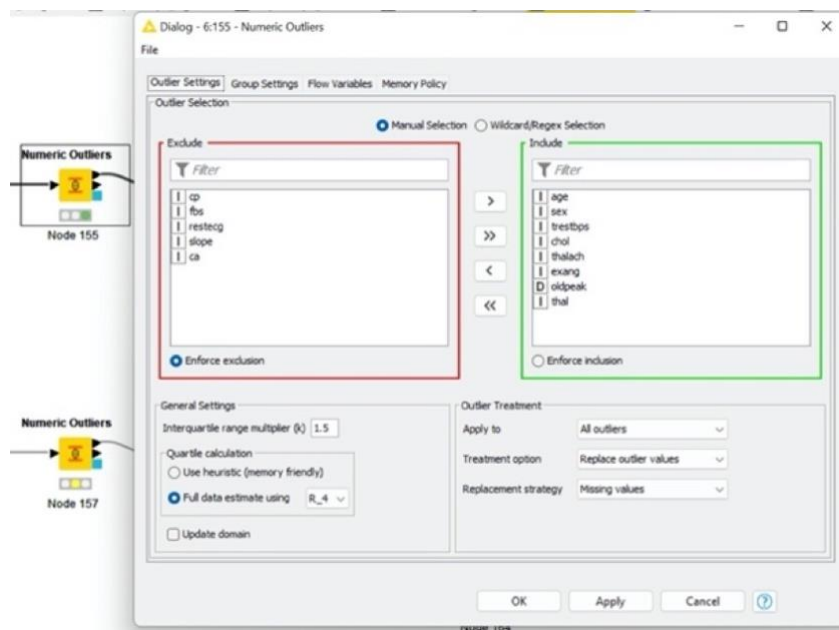 Dialog - 6:155 - Numeric Outliers
File
Outlier Settings Group Settings Flow Variables Memory Policy
Outlier Selection
Manual Selection Wildcard/Regex Selection
Exclude
Filter
I cp
I fbs
I restecg
I slope
I ca
Enforce exclusion
>
>>
<
<<
Include
Filter
I age
I sex
I trestbps
I chol
I thalach
I exang
D oldpeak
I thal
Enforce inclusion
General Settings
Interquartile range multiplier (k) 1.5
Quartile calculation
Use heuristic (memory friendly)
Full data estimate using R_4
Update domain
Outlier Treatment
Apply to All outliers
Treatment option Replace outlier values
Replacement strategy Missing values
OK Apply Cancel ?
Numeric Outliers
Node 155
Numeric Outliers
Node 157